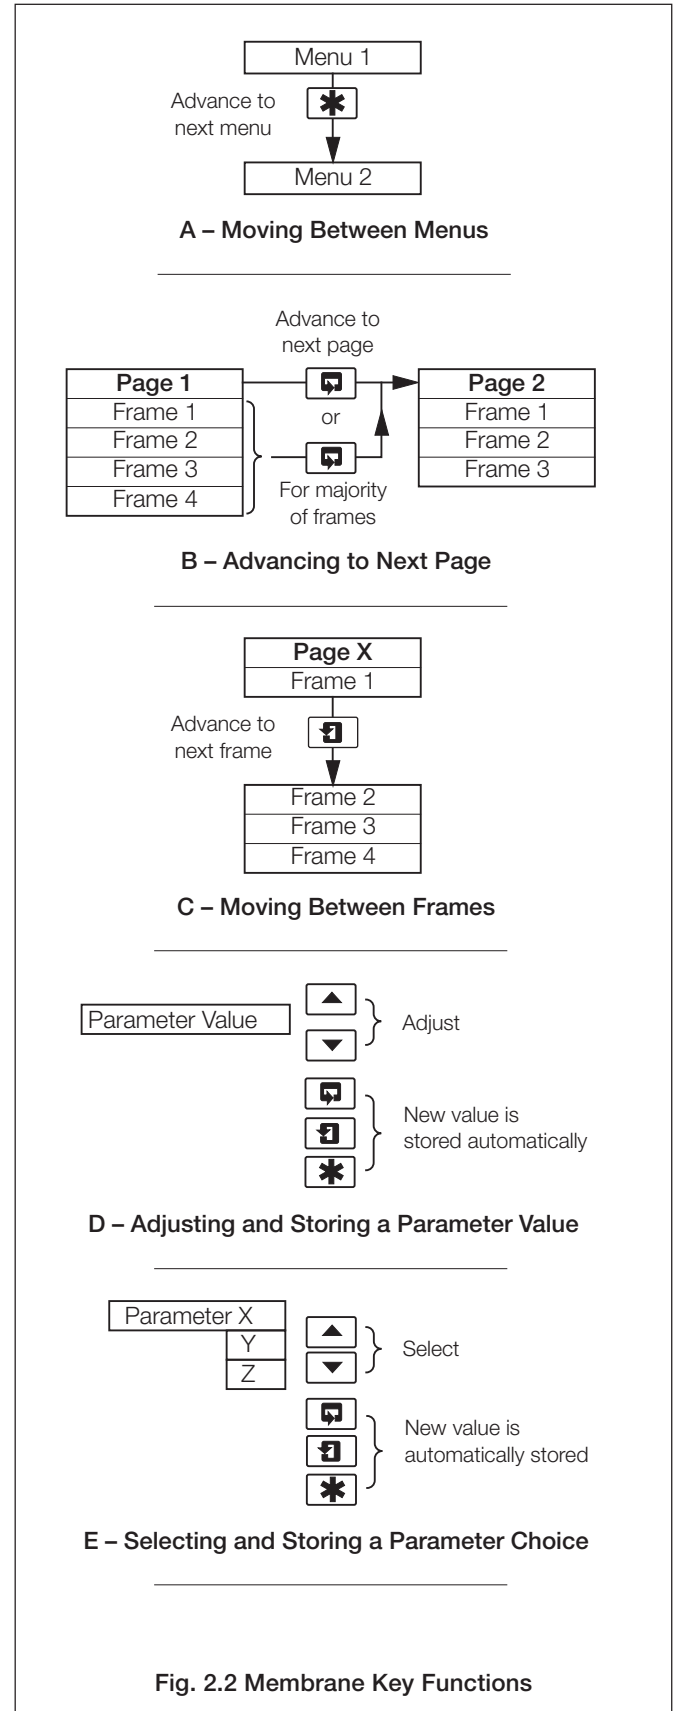 Menu 1
Advance to
next menu
Menu 2
A – Moving Between Menus
Advance to
next page
Page 1
Frame 1
Frame 2
Frame 3
Frame 4
or
For majority
of frames
Page 2
Frame 1
Frame 2
Frame 3
B – Advancing to Next Page
Page X
Frame 1
Advance to
next frame
Frame 2
Frame 3
Frame 4
C – Moving Between Frames
Parameter Value
Adjust
New value is
stored automatically
D – Adjusting and Storing a Parameter Value
Parameter X
Y
Z
Select
New value is
automatically stored
E – Selecting and Storing a Parameter Choice
Fig. 2.2 Membrane Key Functions